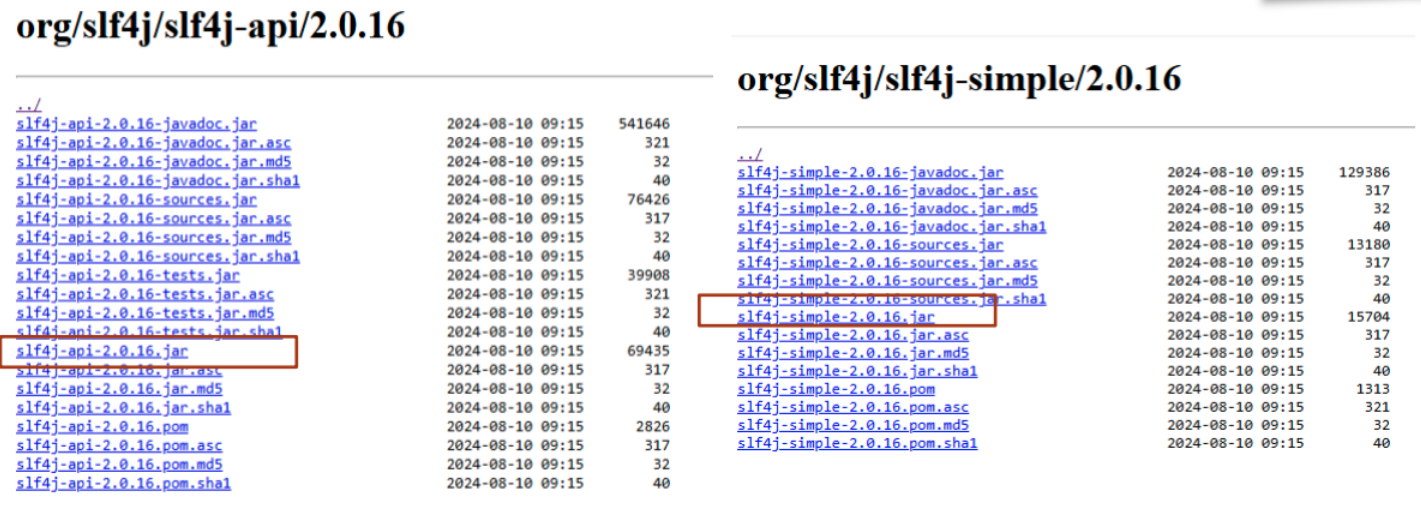 org/slf4j/slf4j-api/2.0.16
../
slf4j-api-2.0.16-javadoc.jar 2024-08-10 09:15 541646
slf4j-api-2.0.16-javadoc.jar.asc 2024-08-10 09:15 321
slf4j-api-2.0.16-javadoc.jar.md5 2024-08-10 09:15 32
slf4j-api-2.0.16-javadoc.jar.sha1 2024-08-10 09:15 40
slf4j-api-2.0.16-sources.jar 2024-08-10 09:15 76426
slf4j-api-2.0.16-sources.jar.asc 2024-08-10 09:15 317
slf4j-api-2.0.16-sources.jar.md5 2024-08-10 09:15 32
slf4j-api-2.0.16-sources.jar.sha1 2024-08-10 09:15 40
slf4j-api-2.0.16-tests.jar 2024-08-10 09:15 39908
slf4j-api-2.0.16-tests.jar.asc 2024-08-10 09:15 321
slf4j-api-2.0.16-tests.jar.md5 2024-08-10 09:15 32
slf4j-api-2.0.16-tests.jar.sha1 2024-08-10 09:15 40
slf4j-api-2.0.16.jar 2024-08-10 09:15 69435
slf4j-api-2.0.16.jar.asc 2024-08-10 09:15 317
slf4j-api-2.0.16.jar.md5 2024-08-10 09:15 32
slf4j-api-2.0.16.jar.sha1 2024-08-10 09:15 40
slf4j-api-2.0.16.pom 2024-08-10 09:15 2826
slf4j-api-2.0.16.pom.asc 2024-08-10 09:15 317
slf4j-api-2.0.16.pom.md5 2024-08-10 09:15 32
slf4j-api-2.0.16.pom.sha1 2024-08-10 09:15 40
org/slf4j/slf4j-simple/2.0.16
../
slf4j-simple-2.0.16-javadoc.jar 2024-08-10 09:15 129386
slf4j-simple-2.0.16-javadoc.jar.asc 2024-08-10 09:15 317
slf4j-simple-2.0.16-javadoc.jar.md5 2024-08-10 09:15 32
slf4j-simple-2.0.16-javadoc.jar.sha1 2024-08-10 09:15 40
slf4j-simple-2.0.16-sources.jar 2024-08-10 09:15 13180
slf4j-simple-2.0.16-sources.jar.asc 2024-08-10 09:15 317
slf4j-simple-2.0.16-sources.jar.md5 2024-08-10 09:15 32
slf4j-simple-2.0.16-sources.jar.sha1 2024-08-10 09:15 40
slf4j-simple-2.0.16.jar 2024-08-10 09:15 15704
slf4j-simple-2.0.16.jar.asc 2024-08-10 09:15 317
slf4j-simple-2.0.16.jar.md5 2024-08-10 09:15 32
slf4j-simple-2.0.16.jar.sha1 2024-08-10 09:15 40
slf4j-simple-2.0.16.pom 2024-08-10 09:15 1313
slf4j-simple-2.0.16.pom.asc 2024-08-10 09:15 321
slf4j-simple-2.0.16.pom.md5 2024-08-10 09:15 32
slf4j-simple-2.0.16.pom.sha1 2024-08-10 09:15 40